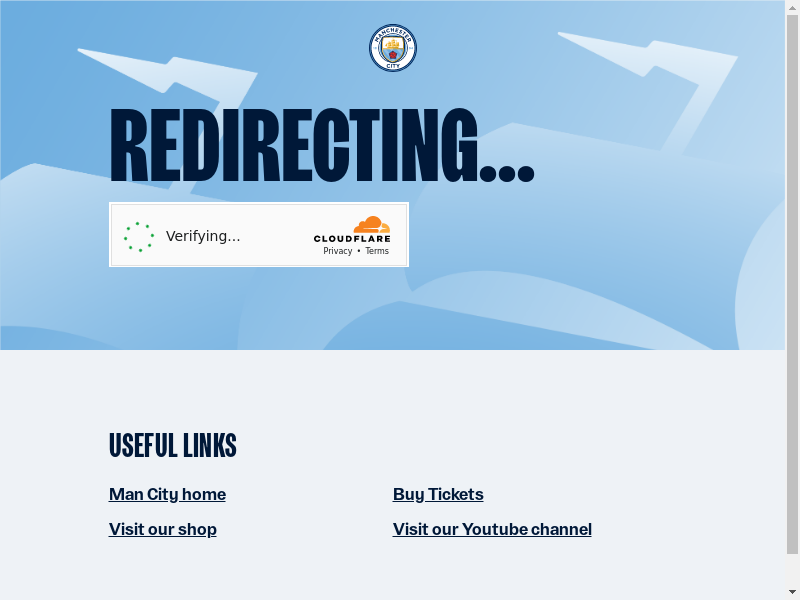 MANCHESTER
CITY
REDIRECTING...
Verifying...
CLOUDFLARE
Privacy • Terms
USEFUL LINKS
Man City home
Buy Tickets
Visit our shop
Visit our Youtube channel